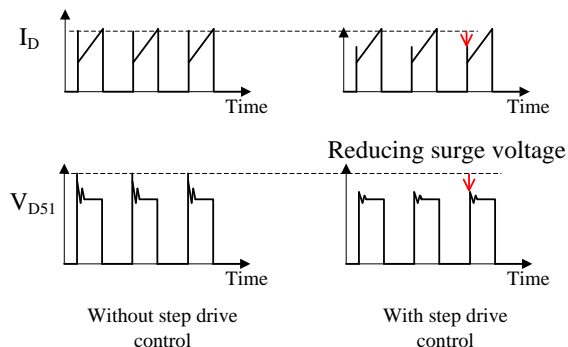 I_D
Time
Time
Reducing surge voltage
V_D51
Time
Time
Without step drive
control
With step drive
control